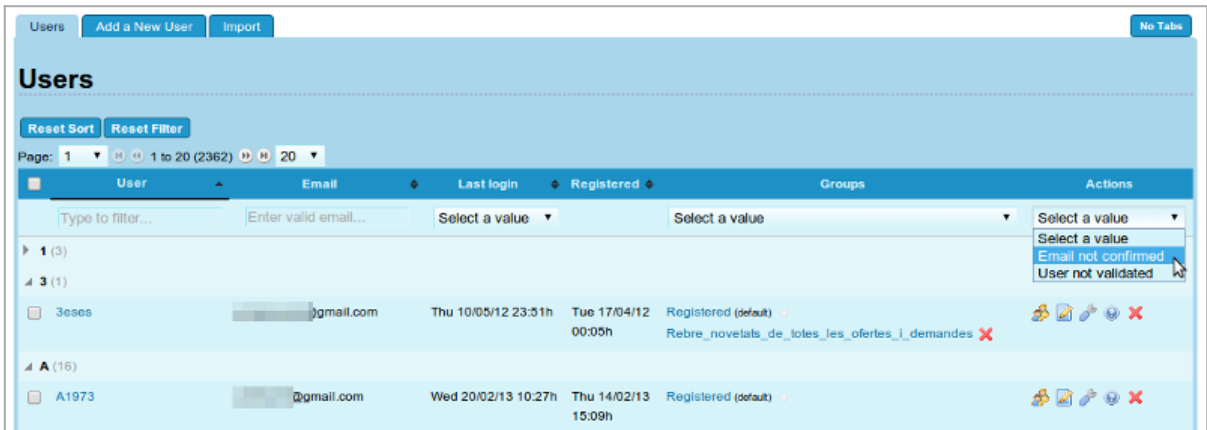 Users Add a New User Import No Tabs
Users
Reset Sort Reset Filter
Page: 1 1 to 20 (2362) 20
User Email Last login Registered Groups Actions
Type to filter... Enter valid email... Select a value Select a value Select a value
Select a value
1 (3)
Email not confirmed
User not validated
3 (1)
3eses @gmail.com Thu 10/05/12 23:51h Tue 17/04/12 Registered (default)
00:05h Rebre_novetats_de_totes_les_ofertes_i_demandes
A (16)
A1973 @gmail.com Wed 20/02/13 10:27h Thu 14/02/13 Registered (default)
15:09h